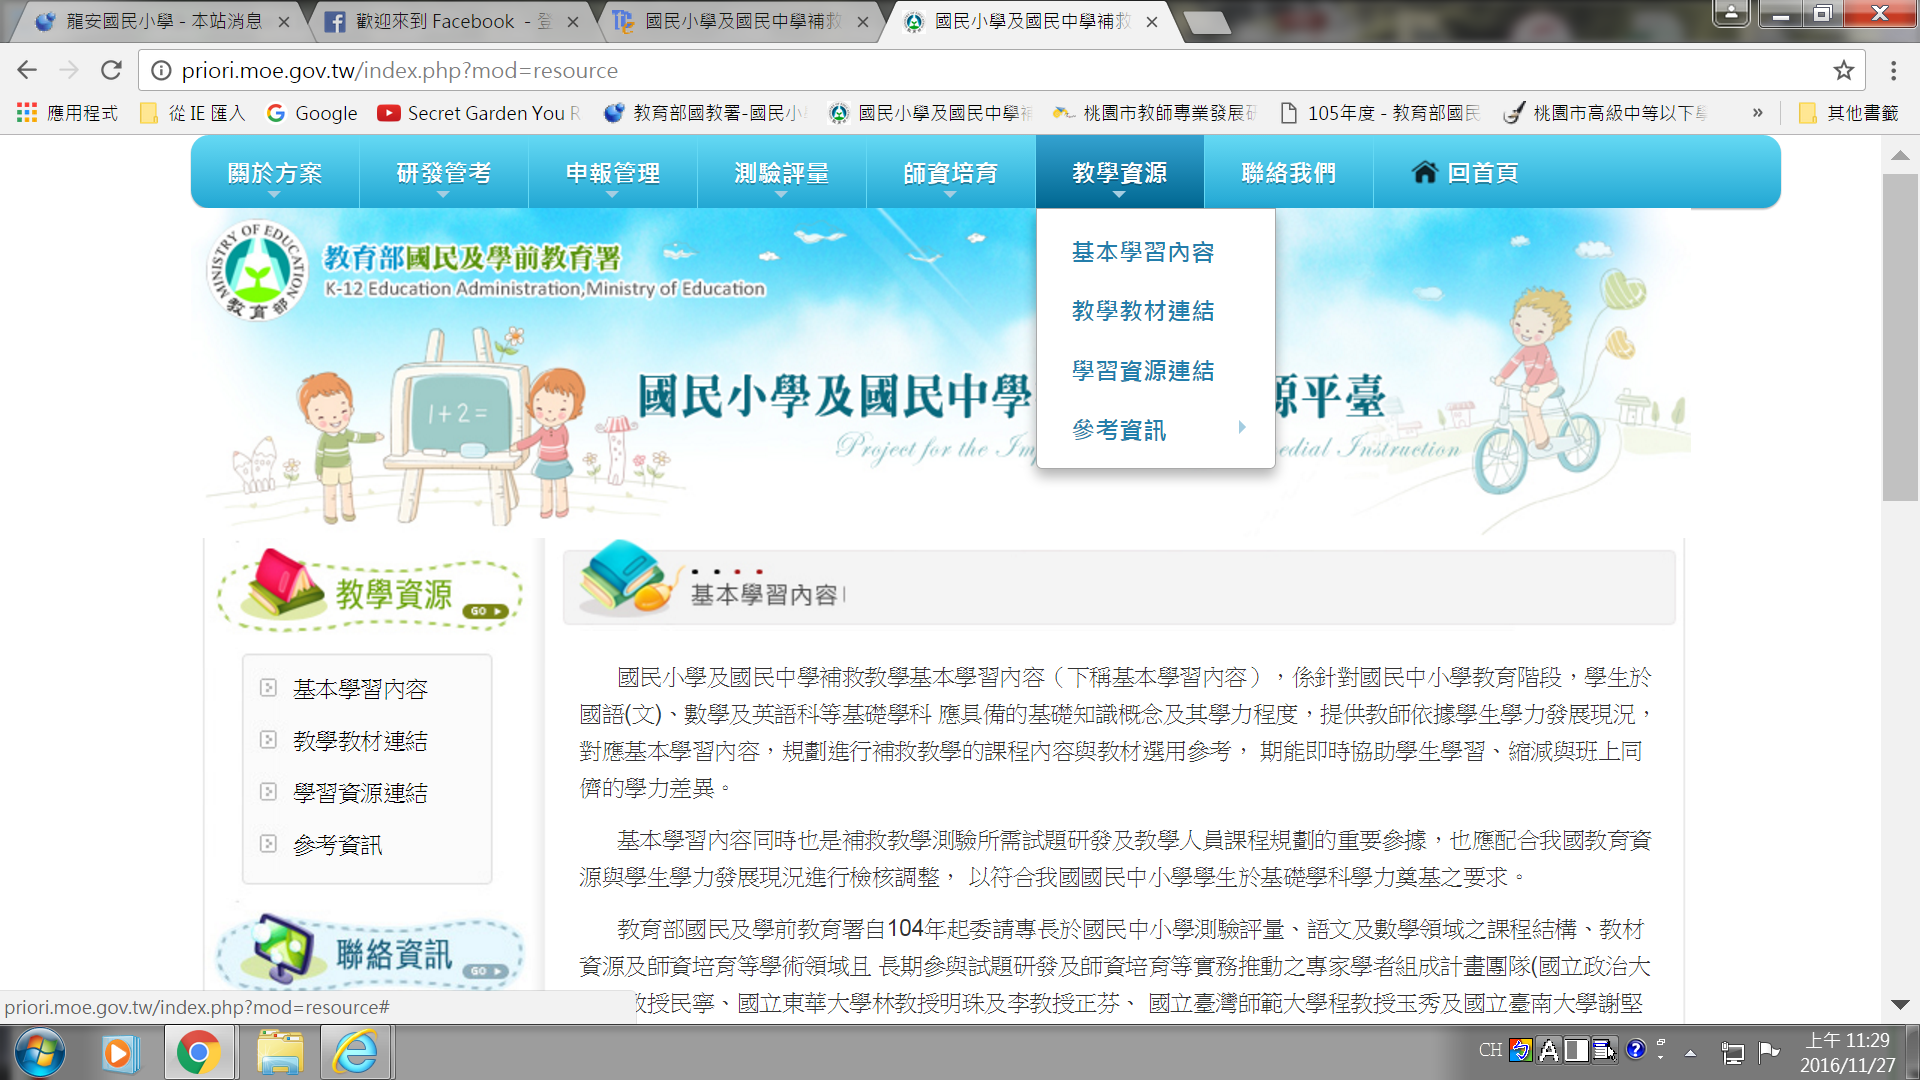 龍安國民小學 - 本站消息
歡迎來到 Facebook - 登
國民小學及國民中學補救
國民小學及國民中學補救
priori.moe.gov.tw/index.php?mod=resource
應用程式
從 IE 匯入
Google
Secret Garden You R
教育部國教署-國民小
國民小學及國民中學補
桃園市教師專業發展研
105年度 - 教育部國民
桃園市高級中等以下學
»
其他書籤
關於方案
研發管考
申報管理
測驗評量
師資培育
教學資源
聯絡我們
回首頁
MINISTRY OF EDUCATION
教育部
教育部國民及學前教育署
K-12 Education Administration,Ministry of Education
基本學習內容
教學教材連結
學習資源連結
參考資訊
1+2=
國民小學及國民中學
源平臺
Project for the Im
edial Instruction
教學資源
GO
基本學習內容
教學教材連結
學習資源連結
參考資訊
聯絡資訊
GO
基本學習內容
國民小學及國民中學補救教學基本學習內容（下稱基本學習內容），係針對國民中小學教育階段，學生於
國語(文)、數學及英語科等基礎學科 應具備的基礎知識概念及其學力程度，提供教師依據學生學力發展現況，
對應基本學習內容，規劃進行補救教學的課程內容與教材選用參考， 期能即時協助學生學習、縮減與班上同
儕的學力差異。
基本學習內容同時也是補救教學測驗所需試題研發及教學人員課程規劃的重要參據，也應配合我國教育資
源與學生學力發展現況進行檢核調整， 以符合我國國民中小學學生於基礎學科學力奠基之要求。
教育部國民及學前教育署自104年起委請專長於國民中小學測驗評量、語文及數學領域之課程結構、教材
資源及師資培育等學術領域且 長期參與試題研發及師資培育等實務推動之專家學者組成計畫團隊(國立政治大
教授民寧、國立東華大學林教授明珠及李教授正芬、 國立臺灣師範大學程教授玉秀及國立臺南大學謝堅
priori.moe.gov.tw/index.php?mod=resource#
CH
上午 11:29
2016/11/27